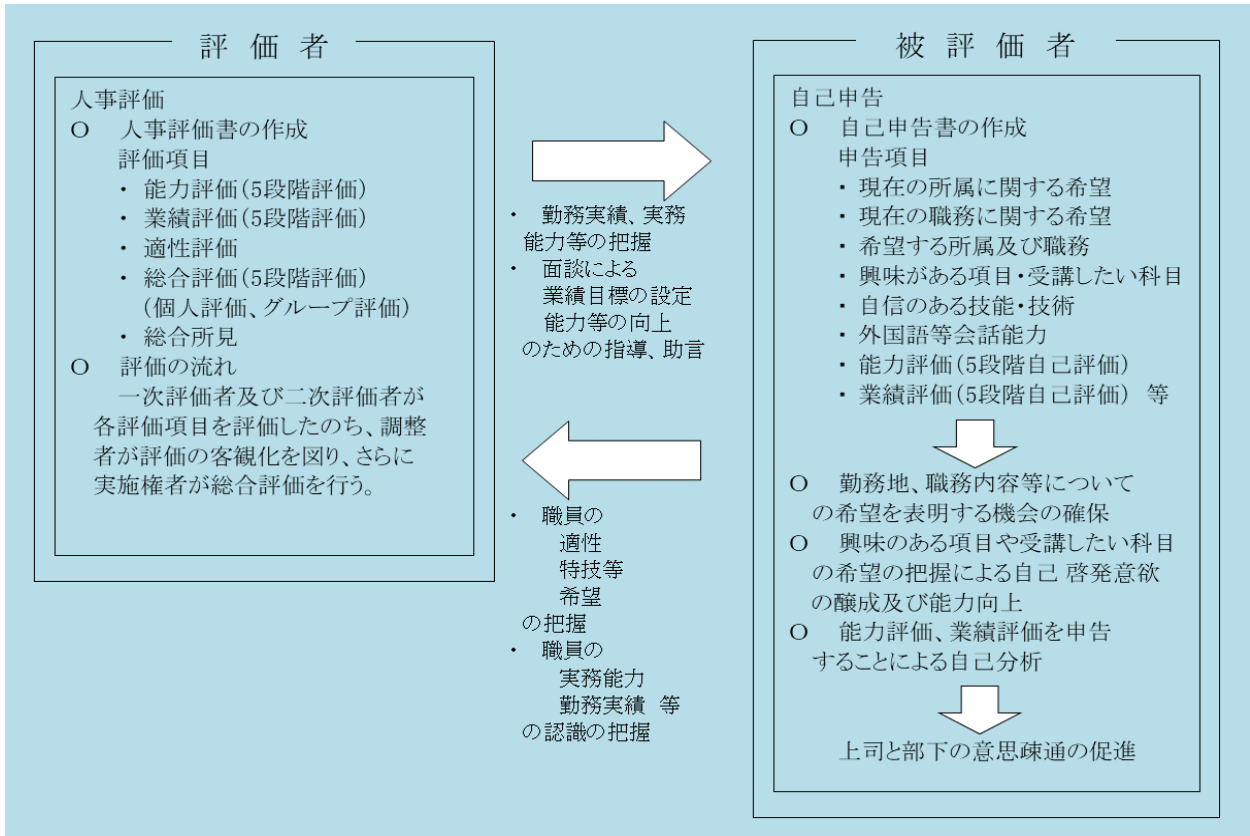 評 価 者
人事評価
○ 人事評価書の作成
評価項目
・ 能力評価(5段階評価)
・ 業績評価(5段階評価)
・ 適性評価
・ 総合評価(5段階評価)
(個人評価、グループ評価)
・ 総合所見
○ 評価の流れ
一次評価者及び二次評価者が
各評価項目を評価したのち、調整
者が評価の客観化を図り、さらに
実施権者が総合評価を行う。
・ 勤務実績、実務
能力等の把握
・ 面談による
業績目標の設定
能力等の向上
のための指導、助言
・ 職員の
適性
特技等
希望
の把握
・ 職員の
実務能力
勤務実績 等
の認識の把握
被 評 価 者
自己申告
○ 自己申告書の作成
申告項目
・ 現在の所属に関する希望
・ 現在の職務に関する希望
・ 希望する所属及び職務
・ 興味がある項目・受講したい科目
・ 自信のある技能・技術
・ 外国語等会話能力
・ 能力評価(5段階自己評価)
・ 業績評価(5段階自己評価) 等
○ 勤務地、職務内容等について
の希望を表明する機会の確保
○ 興味のある項目や受講したい科目
の希望の把握による自己 啓発意欲
の醸成及び能力向上
○ 能力評価、業績評価を申告
することによる自己分析
上司と部下の意思疎通の促進